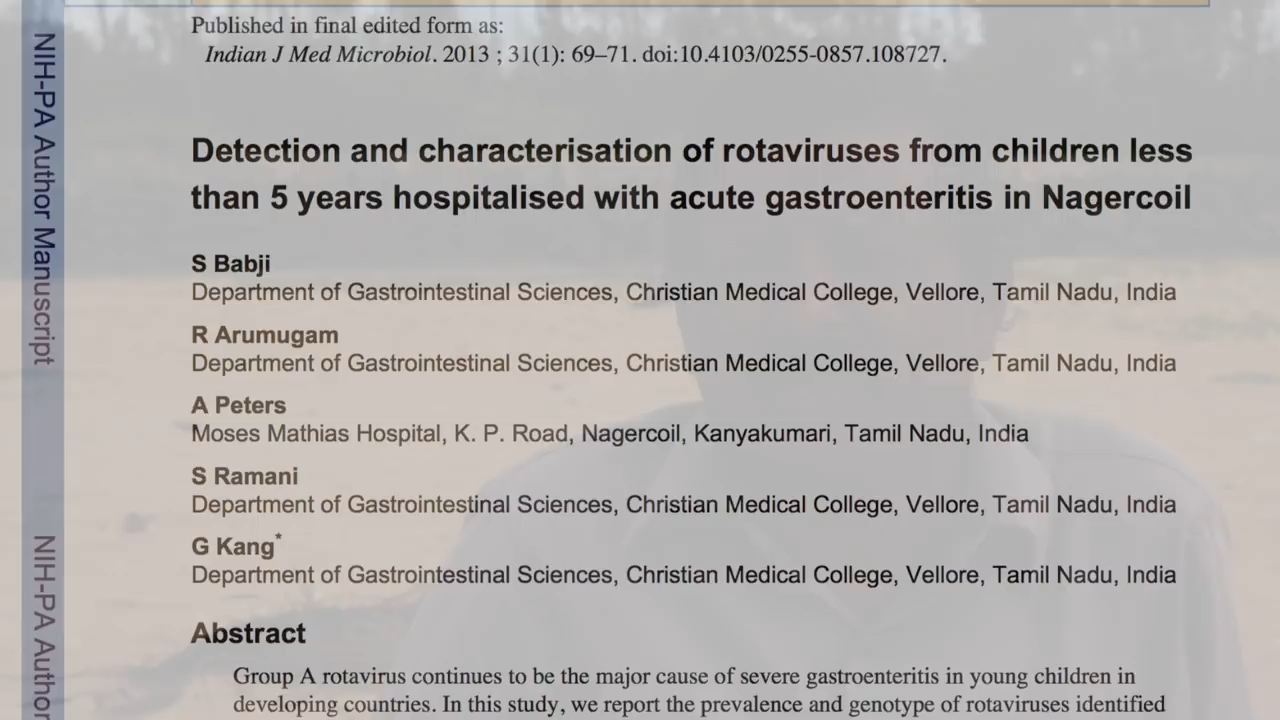 Published in final edited form as:
Indian J Med Microbiol. 2013 ; 31(1): 69–71. doi:10.4103/0255-0857.108727.
Detection and characterisation of rotaviruses from children less
than 5 years hospitalised with acute gastroenteritis in Nagercoil
S Babji
Department of Gastrointestinal Sciences, Christian Medical College, Vellore, Tamil Nadu, India
R Arumugam
Department of Gastrointestinal Sciences, Christian Medical College, Vellore, Tamil Nadu, India
A Peters
Moses Mathias Hospital, K. P. Road, Nagercoil, Kanyakumari, Tamil Nadu, India
S Ramani
Department of Gastrointestinal Sciences, Christian Medical College, Vellore, Tamil Nadu, India
G Kang*
Department of Gastrointestinal Sciences, Christian Medical College, Vellore, Tamil Nadu, India
Abstract
Group A rotavirus continues to be the major cause of severe gastroenteritis in young children in
developing countries. In this study, we report the prevalence and genotype of rotaviruses identified
NIH-PA Author Manuscript
NIH-PA Author